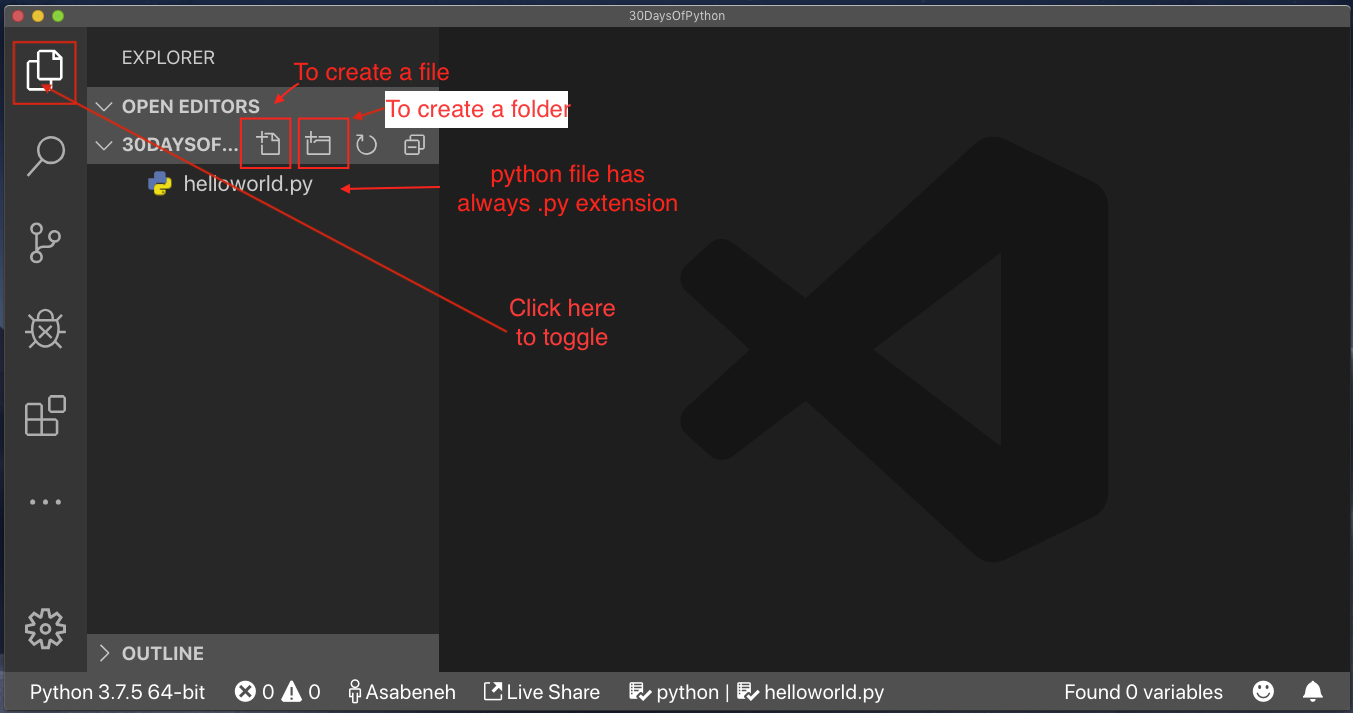 30DaysOfPython
EXPLORER
To create a file
OPEN EDITORS
To create a folder
30DAYSOF...
helloworld.py
python file has
always .py extension
Click here
to toggle
OUTLINE
Python 3.7.5 64-bit 0 0 Asabeneh Live Share python | helloworld.py Found 0 variables